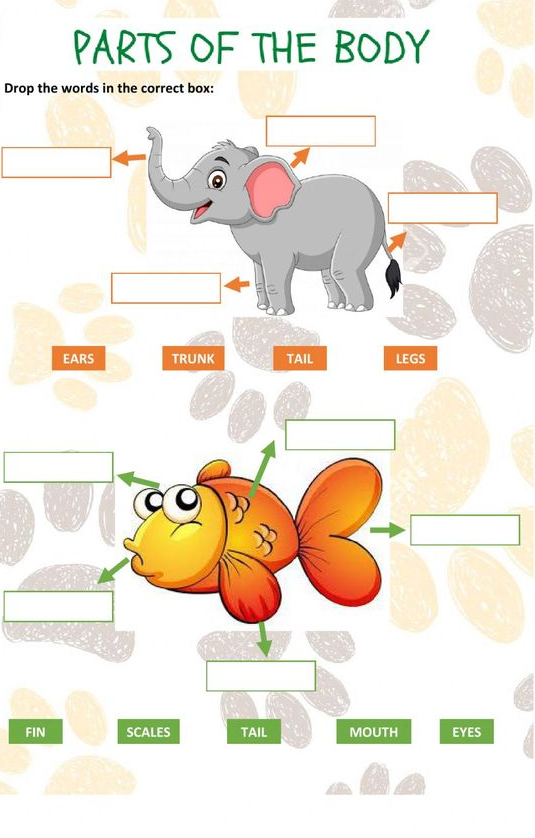 PARTS OF THE BODY
Drop the words in the correct box:
EARS TRUNK TAIL LEGS
FIN SCALES TAIL MOUTH EYES